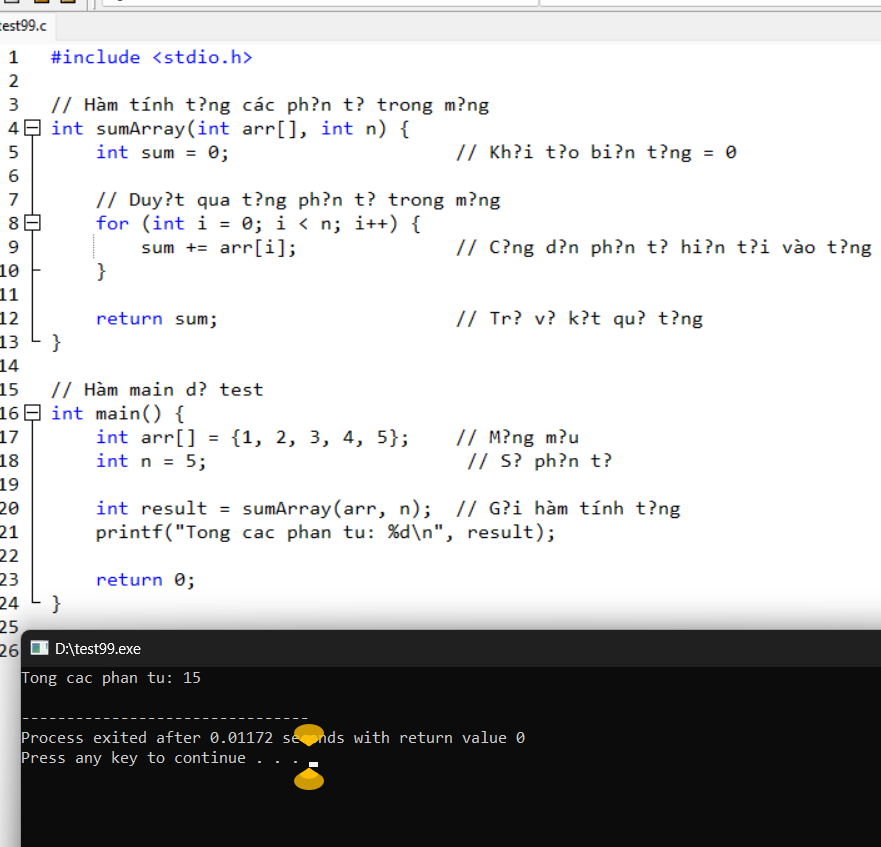 test99.c
1 #include <stdio.h>
2
3 // Hàm tính t?ng các ph?n t? trong m?ng
4 int sumArray(int arr[], int n) {
5     int sum = 0;                    // Kh?i t?o bi?n t?ng = 0
6
7     // Duy?t qua t?ng ph?n t? trong m?ng
8     for (int i = 0; i < n; i++) {
9         sum += arr[i];              // C?ng d?n ph?n t? hi?n t?i vào t?ng
10     }
11
12     return sum;                     // Tr? v? k?t qu? t?ng
13 }
14
15 // Hàm main d? test
16 int main() {
17     int arr[] = {1, 2, 3, 4, 5};    // M?ng m?u
18     int n = 5;                       // S? ph?n t?
19
20     int result = sumArray(arr, n);  // G?i hàm tính t?ng
21     printf("Tong cac phan tu: %d\n", result);
22
23     return 0;
24 }
25
26
D:\test99.exe
Tong cac phan tu: 15
--------------------------------
Process exited after 0.01172 seconds with return value 0
Press any key to continue . . .